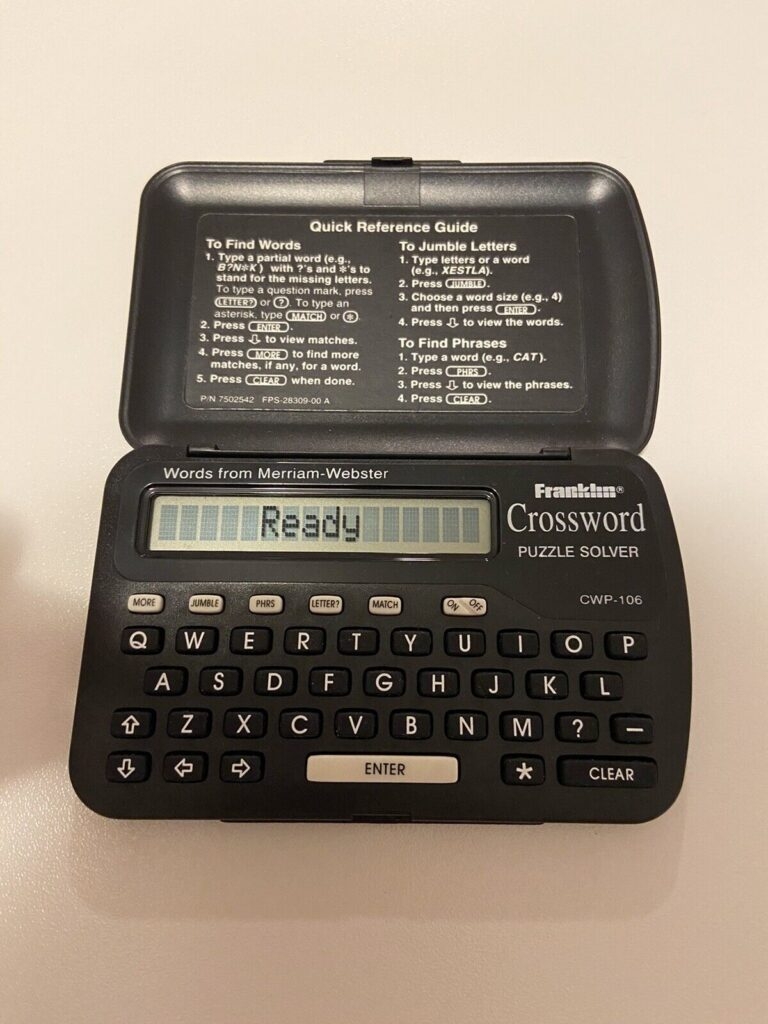 Quick Reference Guide
To Find Words
1. Type a partial word (e.g.,
B?N*K) with ?'s and *'s to
stand for the missing letters.
To type a question mark, press
LETTER? or ?. To type an
asterisk, type MATCH or *.
2. Press ENTER.
3. Press ⇩ to view matches.
4. Press MORE to find more
matches, if any, for a word.
5. Press CLEAR when done.
P/N 7502542 FPS-28309-00 A
To Jumble Letters
1. Type letters or a word
(e.g., XESTLA).
2. Press JUMBLE.
3. Choose a word size (e.g., 4)
and then press ENTER.
4. Press ⇩ to view the words.
To Find Phrases
1. Type a word (e.g., CAT).
2. Press PHRS.
3. Press ⇩ to view the phrases.
4. Press CLEAR.
Words from Merriam-Webster
Ready
Franklin®
Crossword
PUZZLE SOLVER
CWP-106
MORE JUMBLE PHRS LETTER? MATCH ON OFF
Q W E R T Y U I O P
A S D F G H J K L
⇧ Z X C V B N M ? –
⇩ ⇦ ⇨ ENTER * CLEAR